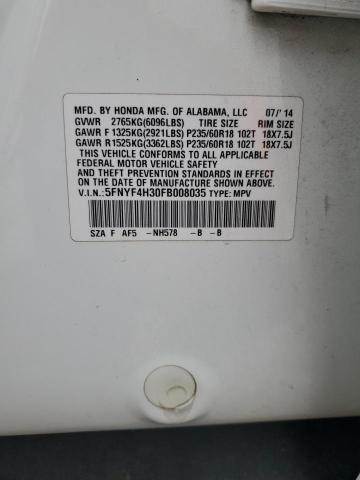 MFD. BY HONDA MFG. OF ALABAMA, LLC 07/'14
GVWR 2765KG(6096LBS) TIRE SIZE RIM SIZE
GAWR F 1325KG(2921LBS) P235/60R18 102T 18X7.5J
GAWR R 1525KG(3362LBS) P235/60R18 102T 18X7.5J
THIS VEHICLE CONFORMS TO ALL APPLICABLE
FEDERAL MOTOR VEHICLE SAFETY
AND THEFT PREVENTION STANDARDS IN EFFECT
ON THE DATE OF MANUFACTURE SHOWN ABOVE.
V.I.N.:5FNYF4H30FB008035 TYPE: MPV
SZA F AF5 -NH578 -B -B